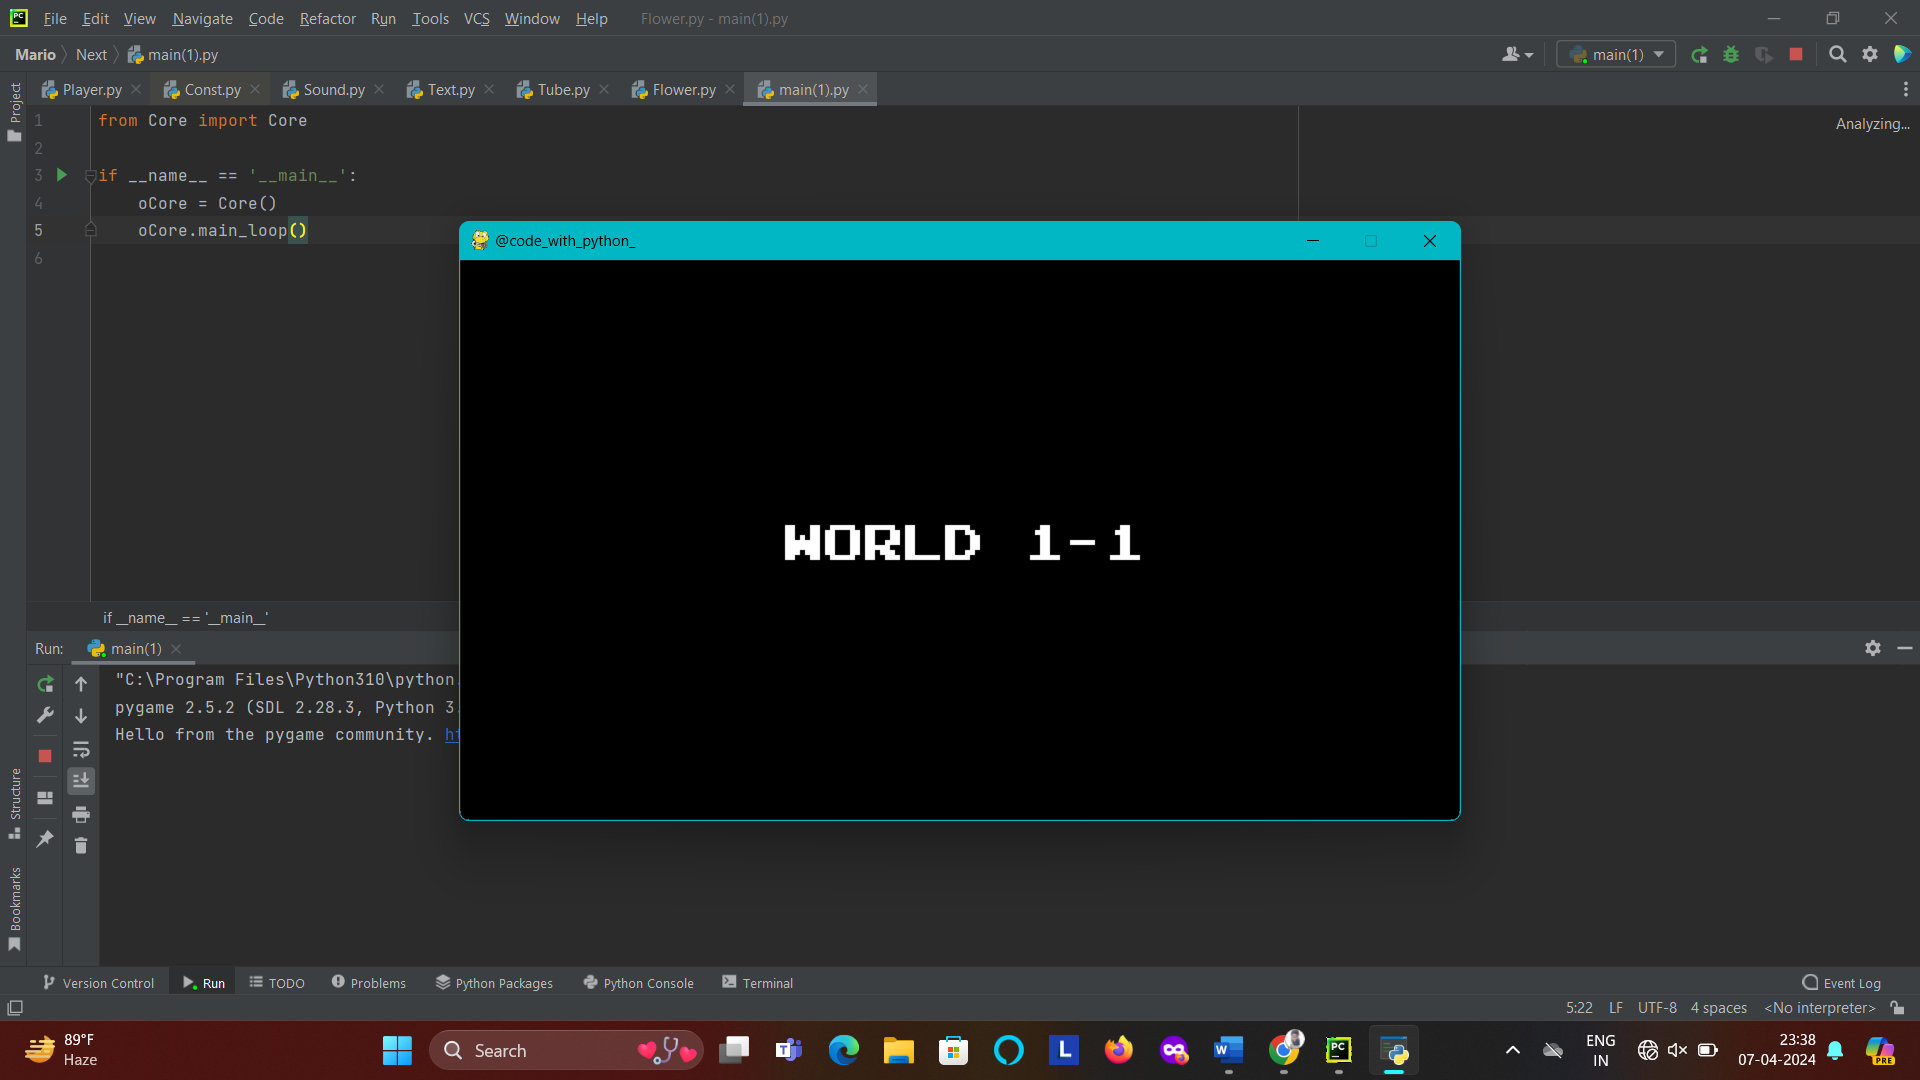 File Edit View Navigate Code Refactor Run Tools VCS Window Help Flower.py - main(1).py
Mario Next main(1).py main(1)
Player.py Const.py Sound.py Text.py Tube.py Flower.py main(1).py
Project
1 from Core import Core
Analyzing...
2
3 if __name__ == '__main__':
4 oCore = Core()
5 oCore.main_loop()
6
@code_with_python_
WORLD 1-1
if __name__ == '__main__'
Run: main(1)
"C:\Program Files\Python310\python.
pygame 2.5.2 (SDL 2.28.3, Python 3.
Hello from the pygame community. ht
Structure
Bookmarks
Version Control Run TODO Problems Python Packages Python Console Terminal Event Log
5:22 LF UTF-8 4 spaces <No interpreter>
89°F
Haze
Search
ENG
IN
23:38
07-04-2024
PRE